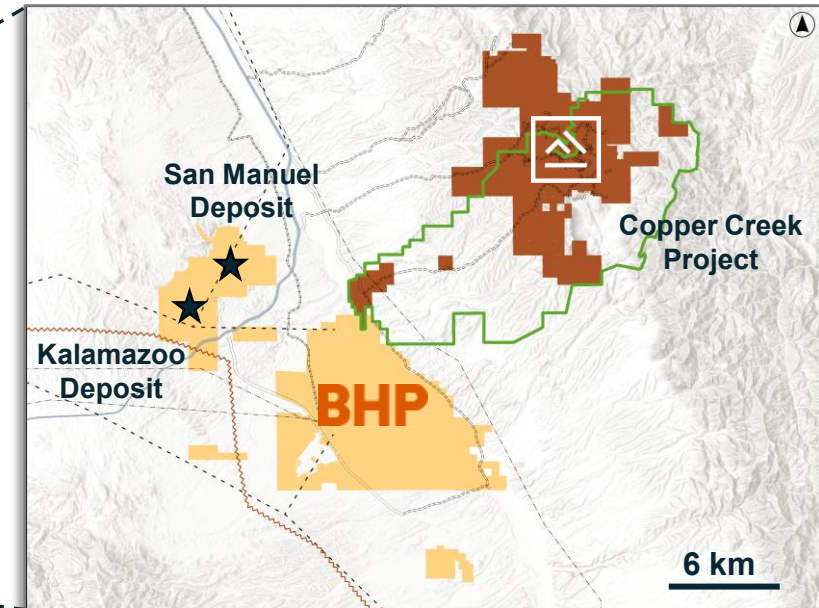 San Manuel
Deposit
Copper Creek
Project
Kalamazoo
Deposit
BHP
6 km